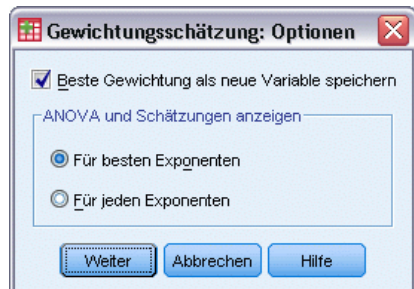 Gewichtungsschätzung: Optionen
Beste Gewichtung als neue Variable speichern
ANOVA und Schätzungen anzeigen
Für besten Exponenten
Für jeden Exponenten
Weiter Abbrechen Hilfe